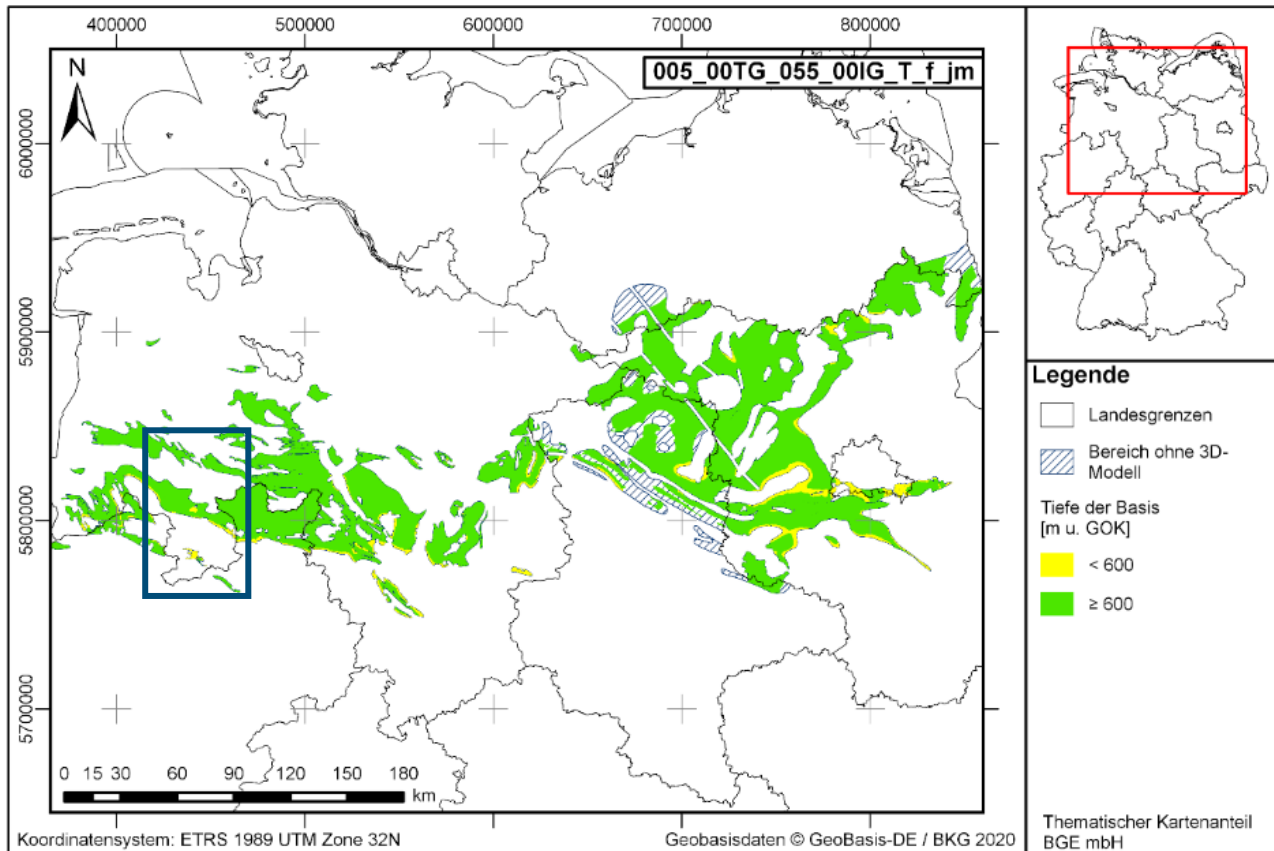 400000 500000 600000 700000 800000
N
005_00TG_055_00IG_T_f_jm
6000000
5900000
5800000
5700000
0 15 30 60 90 120 150 180
km
Koordinatensystem: ETRS 1989 UTM Zone 32N
Geobasisdaten © GeoBasis-DE / BKG 2020
Legende
Landesgrenzen
Bereich ohne 3D-
Modell
Tiefe der Basis
[m u. GOK]
< 600
≥ 600
Thematischer Kartenanteil
BGE mbH